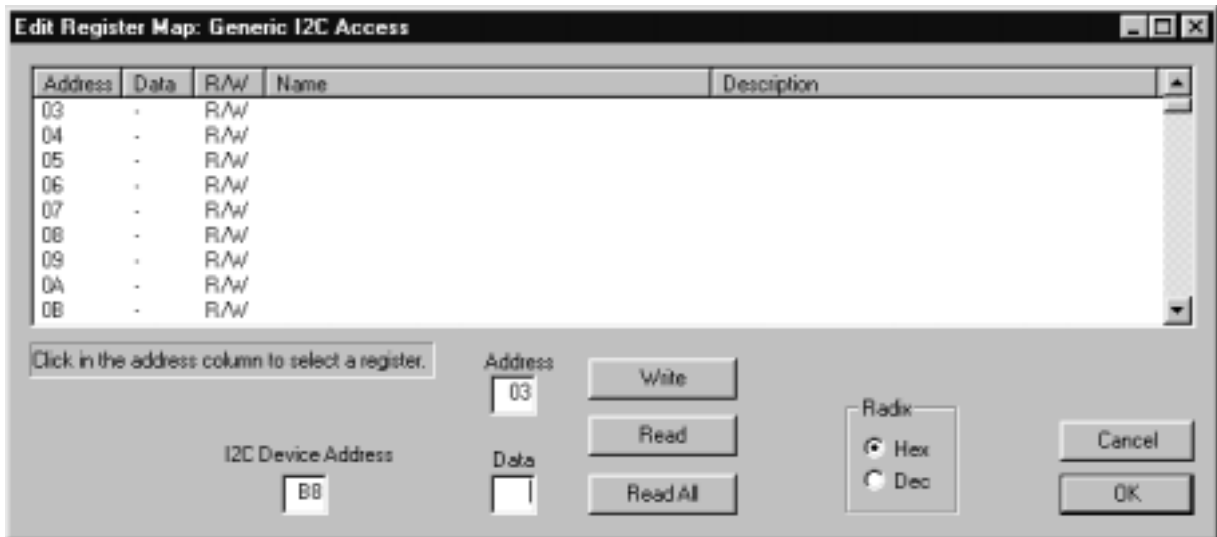 Edit Register Map: Generic I2C Access
Address Data R/W Name Description
03 - R/W
04 - R/W
05 - R/W
06 - R/W
07 - R/W
08 - R/W
09 - R/W
0A - R/W
0B - R/W
Click in the address column to select a register.
Address
03
Write
Radix
Read
Hex
Cancel
I2C Device Address
Data
Dec
B8
Read All
OK